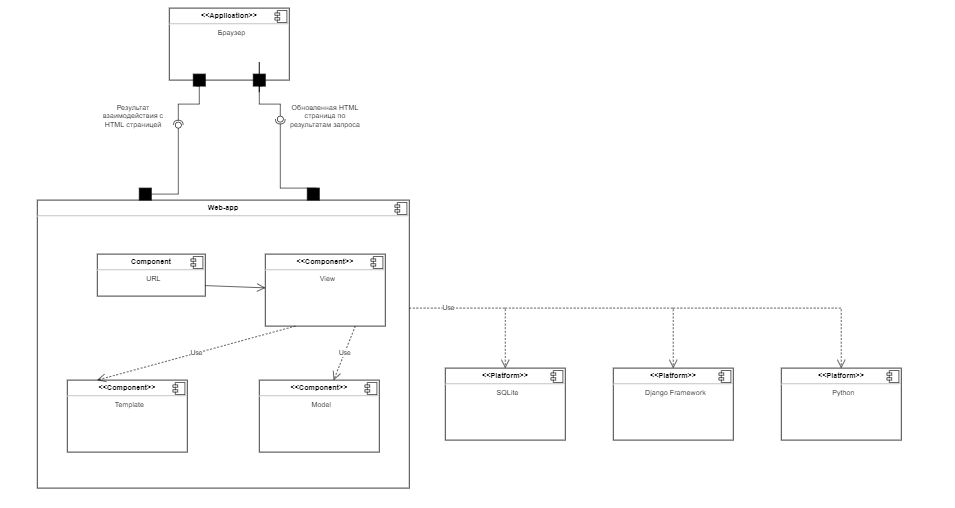 <<Application>>
Браузер
Результат
взаимодействия с
HTML страницей
Обновленная HTML
страница по
результатам запроса
Web-app
Component
URL
<<Component>>
View
Use
Use
Use
<<Component>>
Template
<<Component>>
Model
<<Platform>>
SQLite
<<Platform>>
Django Framework
<<Platform>>
Python